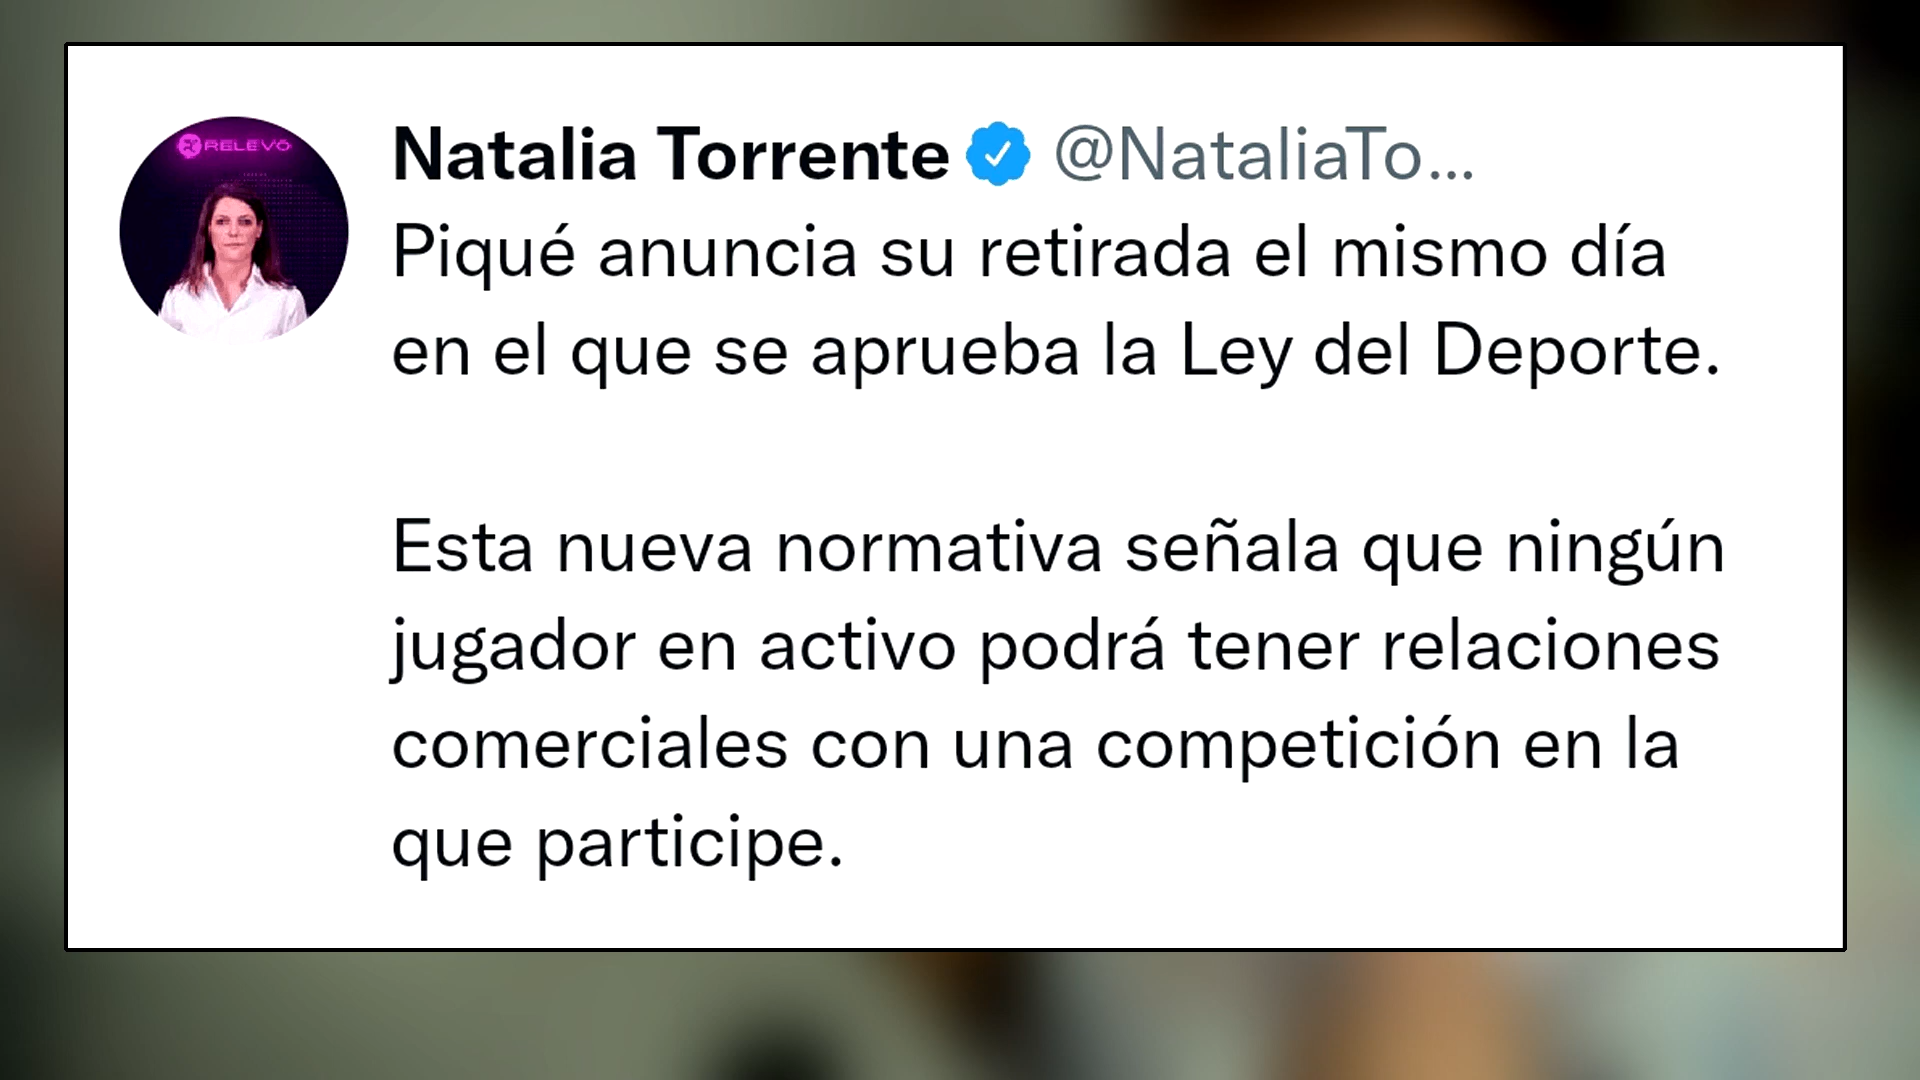 RELEVO
Natalia Torrente @NataliaTo...
Piqué anuncia su retirada el mismo día
en el que se aprueba la Ley del Deporte.
Esta nueva normativa señala que ningún
jugador en activo podrá tener relaciones
comerciales con una competición en la
que participe.